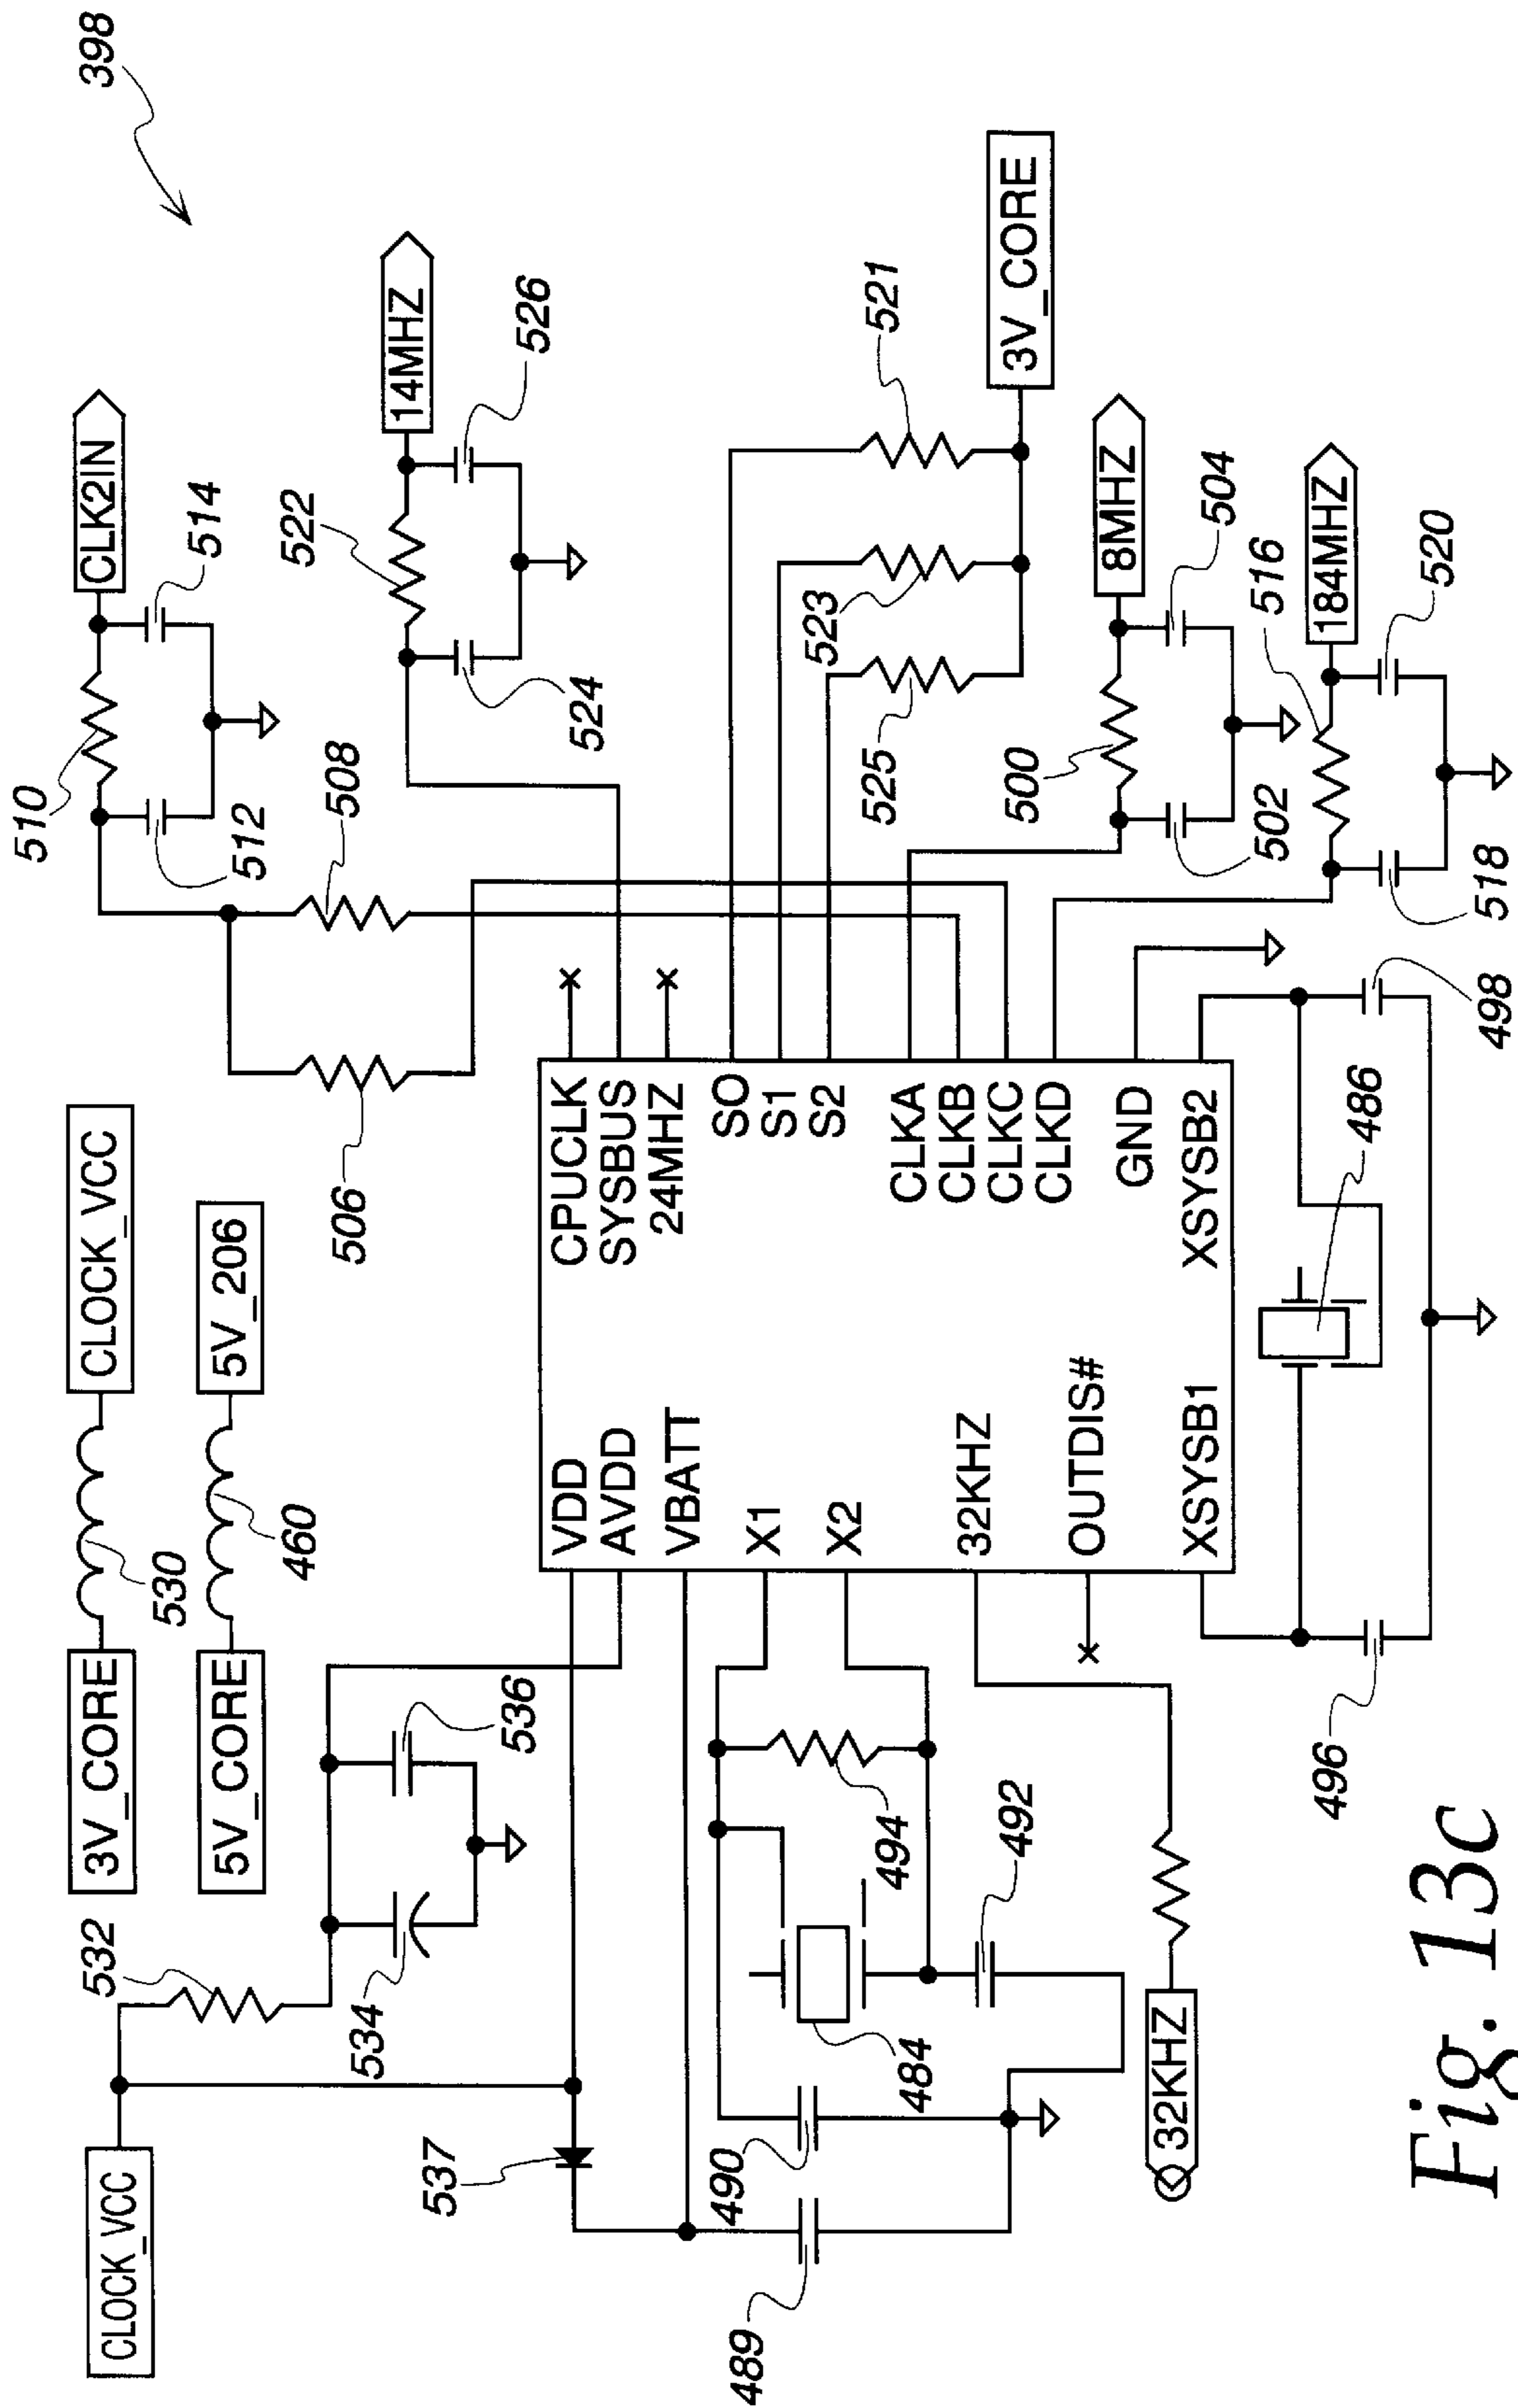 398
CLOCK_VCC
532
3V_CORE
530
CLOCK_VCC
510
CLK2IN
512
514
5V_CORE
460
5V_206
506
508
534
536
522
14MHZ
524
526
537
VDD
AVDD
VBATT
X1
X2
32KHZ
OUTDIS#
XSYSB1
CPUCLK
SYSBUS
24MHZ
SO
S1
S2
CLKA
CLKB
CLKC
CLKD
GND
XSYSB2
525
523
521
3V_CORE
489
490
484
494
492
500
8MHZ
502
504
32KHZ
516
184MHZ
518
520
496
486
498
Fig. 13c